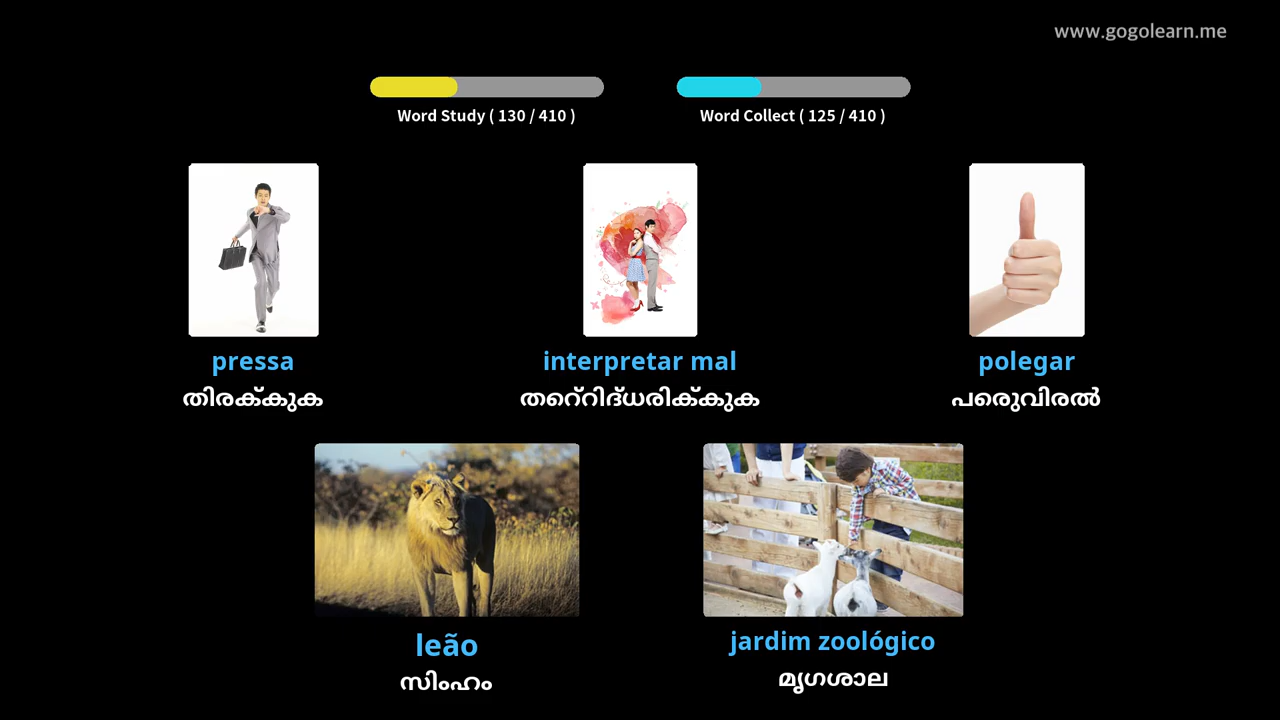 www.gogolearn.me
Word Study ( 130 / 410 )
Word Collect ( 125 / 410 )
pressa
തിരക്കുക
interpretar mal
തെറ്റിദ്ധരിക്കുക
polegar
പെരുവിരൽ
leão
സിംഹം
jardim zoológico
മൃഗശാല